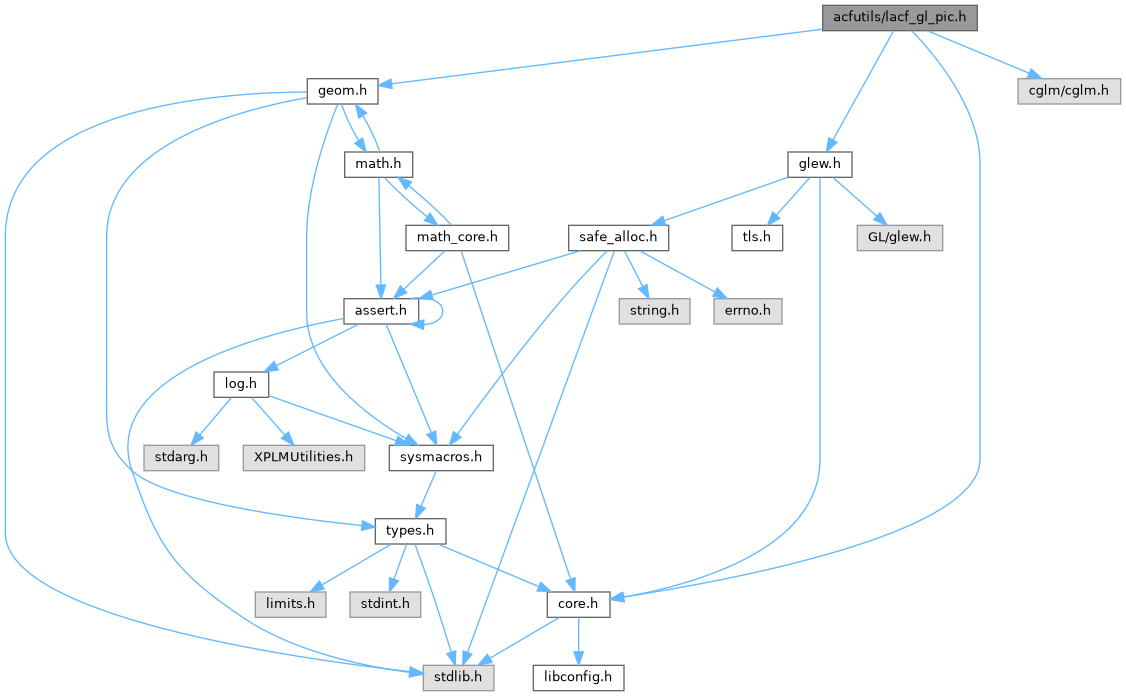 acfutils/lacf_gl_pic.h
geom.h
cglm/cglm.h
math.h
glew.h
math_core.h
safe_alloc.h
tls.h
GL/glew.h
assert.h
string.h
errno.h
log.h
stdarg.h
XPLMUtilities.h
sysmacros.h
types.h
limits.h
stdint.h
core.h
stdlib.h
libconfig.h